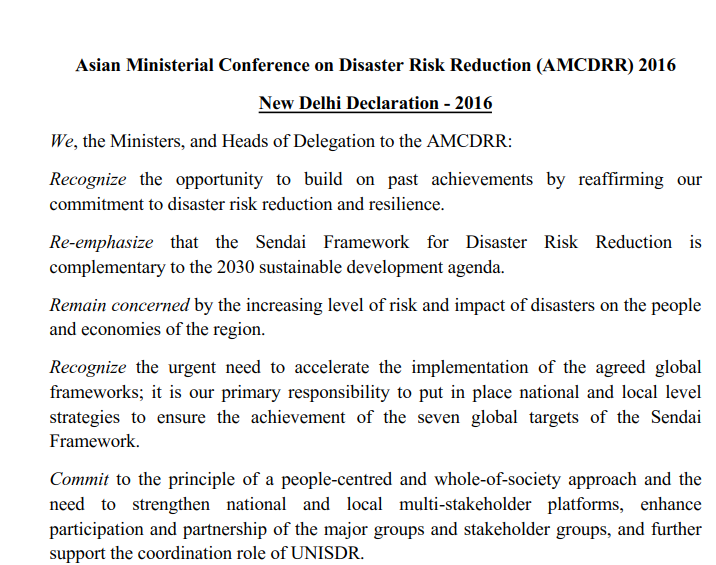 Asian Ministerial Conference on Disaster Risk Reduction (AMCDRR) 2016
New Delhi Declaration - 2016
We, the Ministers, and Heads of Delegation to the AMCDRR:
Recognize the opportunity to build on past achievements by reaffirming our
commitment to disaster risk reduction and resilience.
Re-emphasize that the Sendai Framework for Disaster Risk Reduction is
complementary to the 2030 sustainable development agenda.
Remain concerned by the increasing level of risk and impact of disasters on the people
and economies of the region.
Recognize the urgent need to accelerate the implementation of the agreed global
frameworks; it is our primary responsibility to put in place national and local level
strategies to ensure the achievement of the seven global targets of the Sendai
Framework.
Commit to the principle of a people-centred and whole-of-society approach and the
need to strengthen national and local multi-stakeholder platforms, enhance
participation and partnership of the major groups and stakeholder groups, and further
support the coordination role of UNISDR.